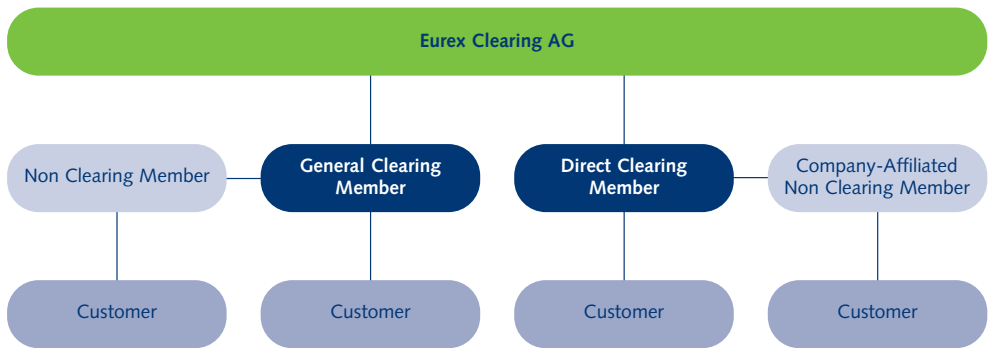 Eurex Clearing AG
Non Clearing Member
General Clearing
Member
Direct Clearing
Member
Company-Affiliated
Non Clearing Member
Customer
Customer
Customer
Customer